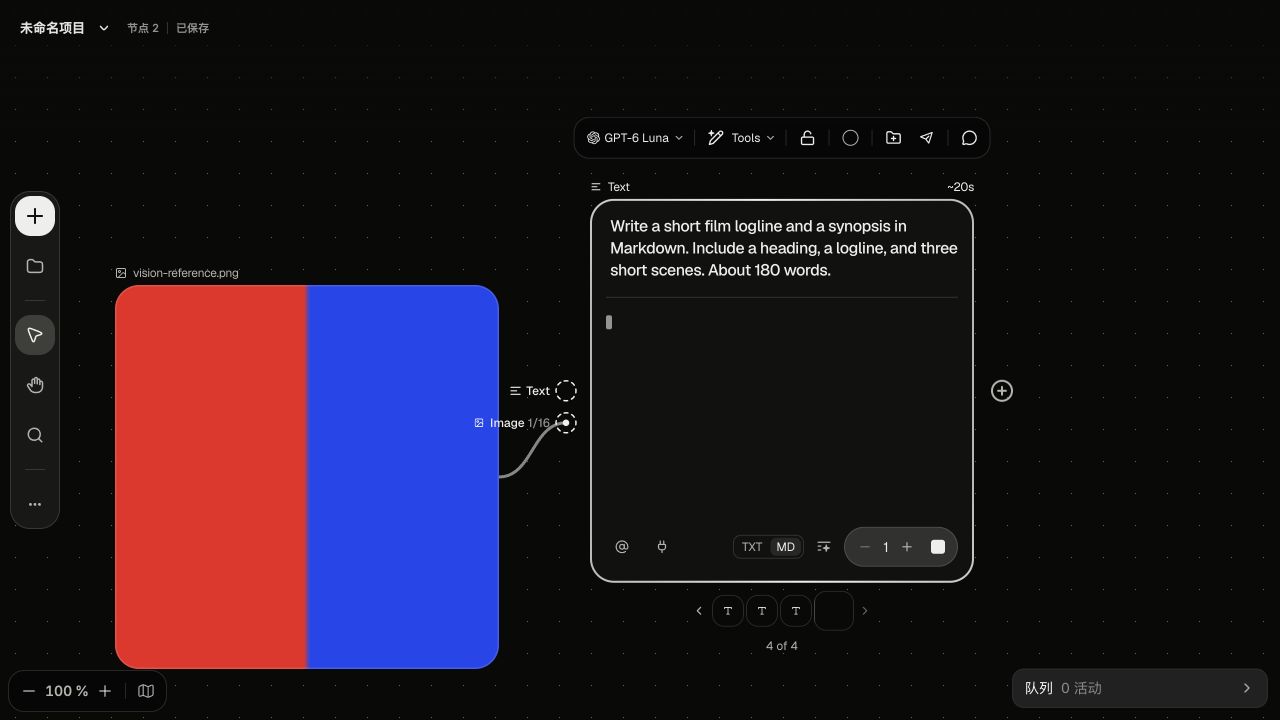 未命名项目
节点 2
已保存
GPT-6 Luna
Tools
Text
~20s
Write a short film logline and a synopsis in
Markdown. Include a heading, a logline, and three
short scenes. About 180 words.
vision-reference.png
Text
Image 1/16
TXT
MD
1
T
T
T
4 of 4
100 %
队列 0 活动